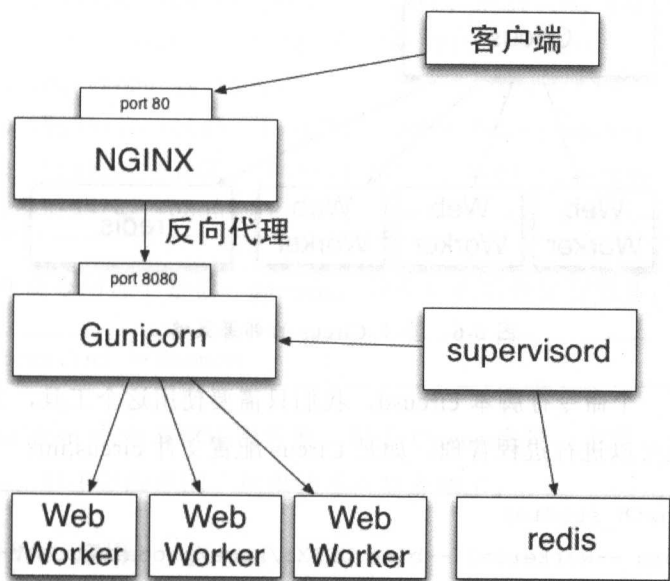 客户端
port 80
NGINX
反向代理
port 8080
Gunicorn
supervisord
Web
Worker
Web
Worker
Web
Worker
redis